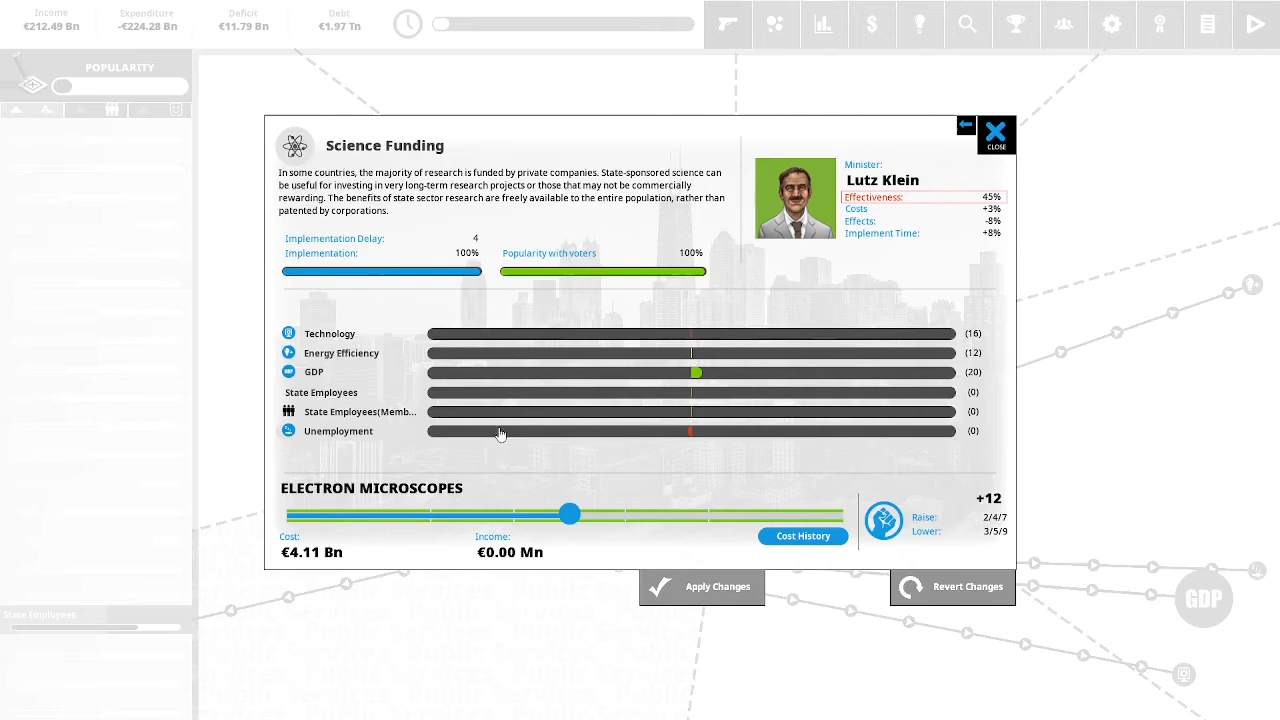 Income
€212.49 Bn
Expenditure
-€224.28 Bn
Deficit
€11.79 Bn
Debt
€1.97 Tn
POPULARITY
State Employees
Science Funding
In some countries, the majority of research is funded by private companies. State-sponsored science can
be useful for investing in very long-term research projects or those that may not be commercially
rewarding. The benefits of state sector research are freely available to the entire population, rather than
patented by corporations.
Implementation Delay: 4
Implementation: 100%
Popularity with voters 100%
CLOSE
Minister:
Lutz Klein
Effectiveness: 45%
Costs +3%
Effects: -8%
Implement Time: +8%
Technology (16)
Energy Efficiency (12)
GDP (20)
State Employees (0)
State Employees(Memb... (0)
Unemployment (0)
ELECTRON MICROSCOPES
Cost:
€4.11 Bn
Income:
€0.00 Mn
Cost History
+12
Raise: 2/4/7
Lower: 3/5/9
Apply Changes
Revert Changes
GDP